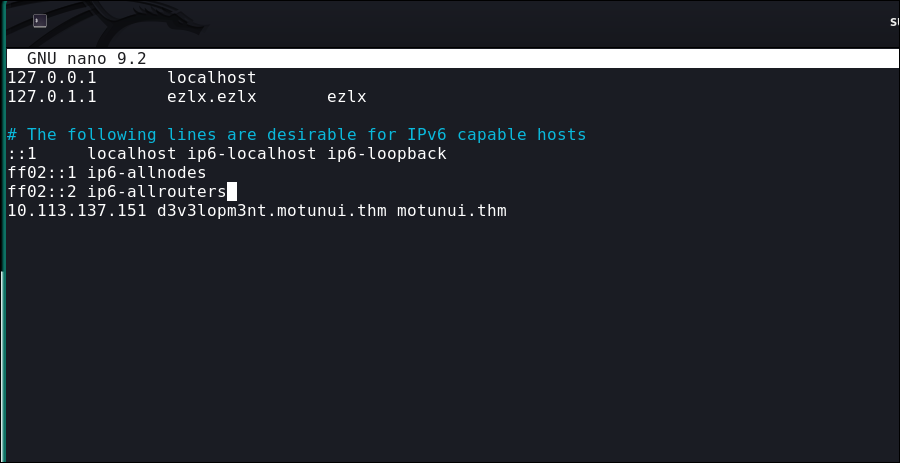 GNU nano 9.2
127.0.0.1       localhost
127.0.1.1       ezlx.ezlx       ezlx
# The following lines are desirable for IPv6 capable hosts
::1     localhost ip6-localhost ip6-loopback
ff02::1 ip6-allnodes
ff02::2 ip6-allrouters
10.113.137.151 d3v3lopm3nt.motunui.thm motunui.thm